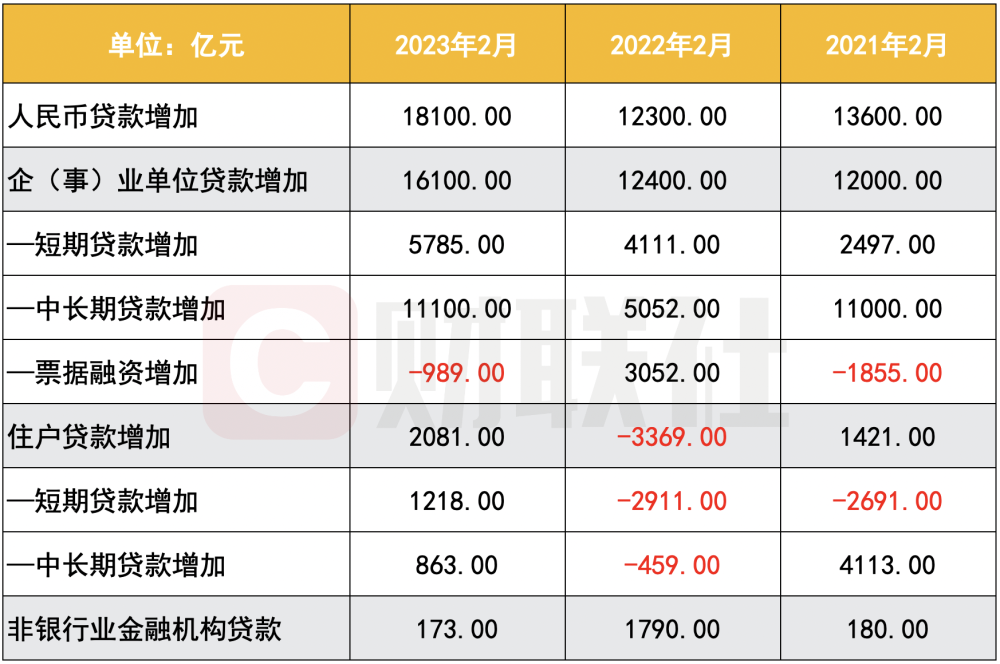 单位：亿元 2023年2月 2022年2月 2021年2月
人民币贷款增加 18100.00 12300.00 13600.00
企（事）业单位贷款增加 16100.00 12400.00 12000.00
—短期贷款增加 5785.00 4111.00 2497.00
—中长期贷款增加 11100.00 5052.00 11000.00
—票据融资增加 -989.00 3052.00 -1855.00
住户贷款增加 2081.00 -3369.00 1421.00
—短期贷款增加 1218.00 -2911.00 -2691.00
—中长期贷款增加 863.00 -459.00 4113.00
非银行业金融机构贷款 173.00 1790.00 180.00
C 财联社